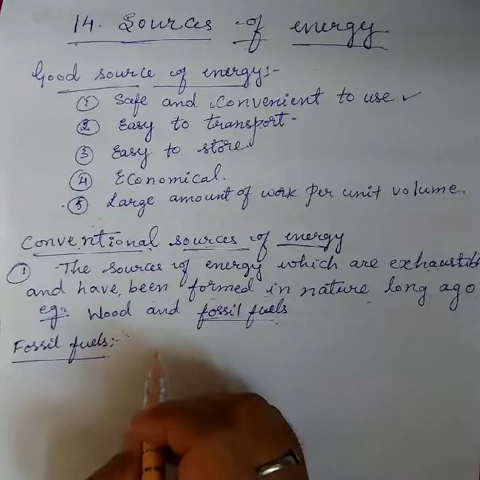 14. Sources of energy
Good source of energy:-
① Safe and convenient to use ✓
② Easy to transport-
③ Easy to store
④ Economical.
⑤ Large amount of work per unit volume.
Conventional sources of energy
① The sources of energy which are exhaustib
and have been formed in nature long ago
eg:- Wood and fossil fuels
Fossil fuels:-